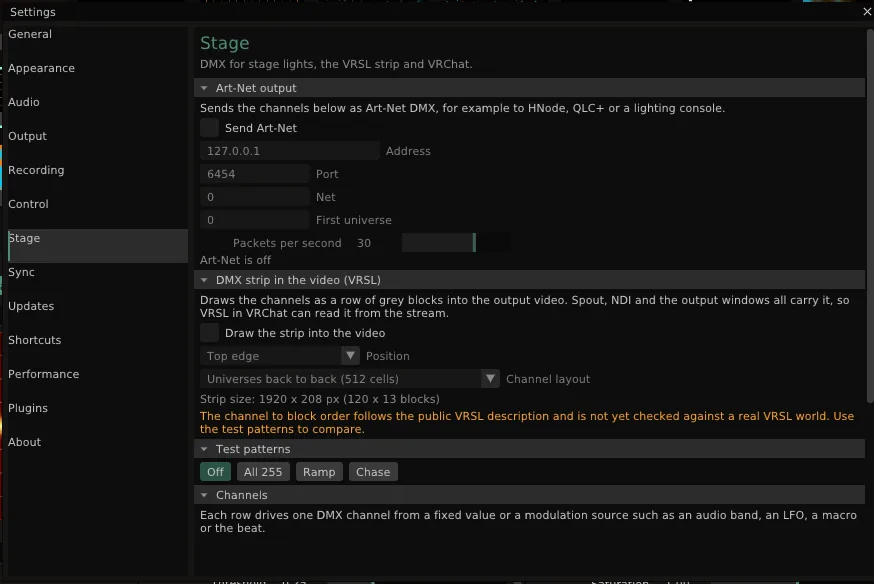 Settings
General
Appearance
Audio
Output
Recording
Control
Stage
Sync
Updates
Shortcuts
Performance
Plugins
About
Stage
DMX for stage lights, the VRSL strip and VRChat.
Art-Net output
Sends the channels below as Art-Net DMX, for example to HNode, QLC+ or a lighting console.
Send Art-Net
127.0.0.1 Address
6454 Port
0 Net
0 First universe
Packets per second 30
Art-Net is off
DMX strip in the video (VRSL)
Draws the channels as a row of grey blocks into the output video. Spout, NDI and the output windows all carry it, so
VRSL in VRChat can read it from the stream.
Draw the strip into the video
Top edge Position
Universes back to back (512 cells) Channel layout
Strip size: 1920 x 208 px (120 x 13 blocks)
The channel to block order follows the public VRSL description and is not yet checked against a real VRSL world. Use
the test patterns to compare.
Test patterns
Off All 255 Ramp Chase
Channels
Each row drives one DMX channel from a fixed value or a modulation source such as an audio band, an LFO, a macro
or the beat.